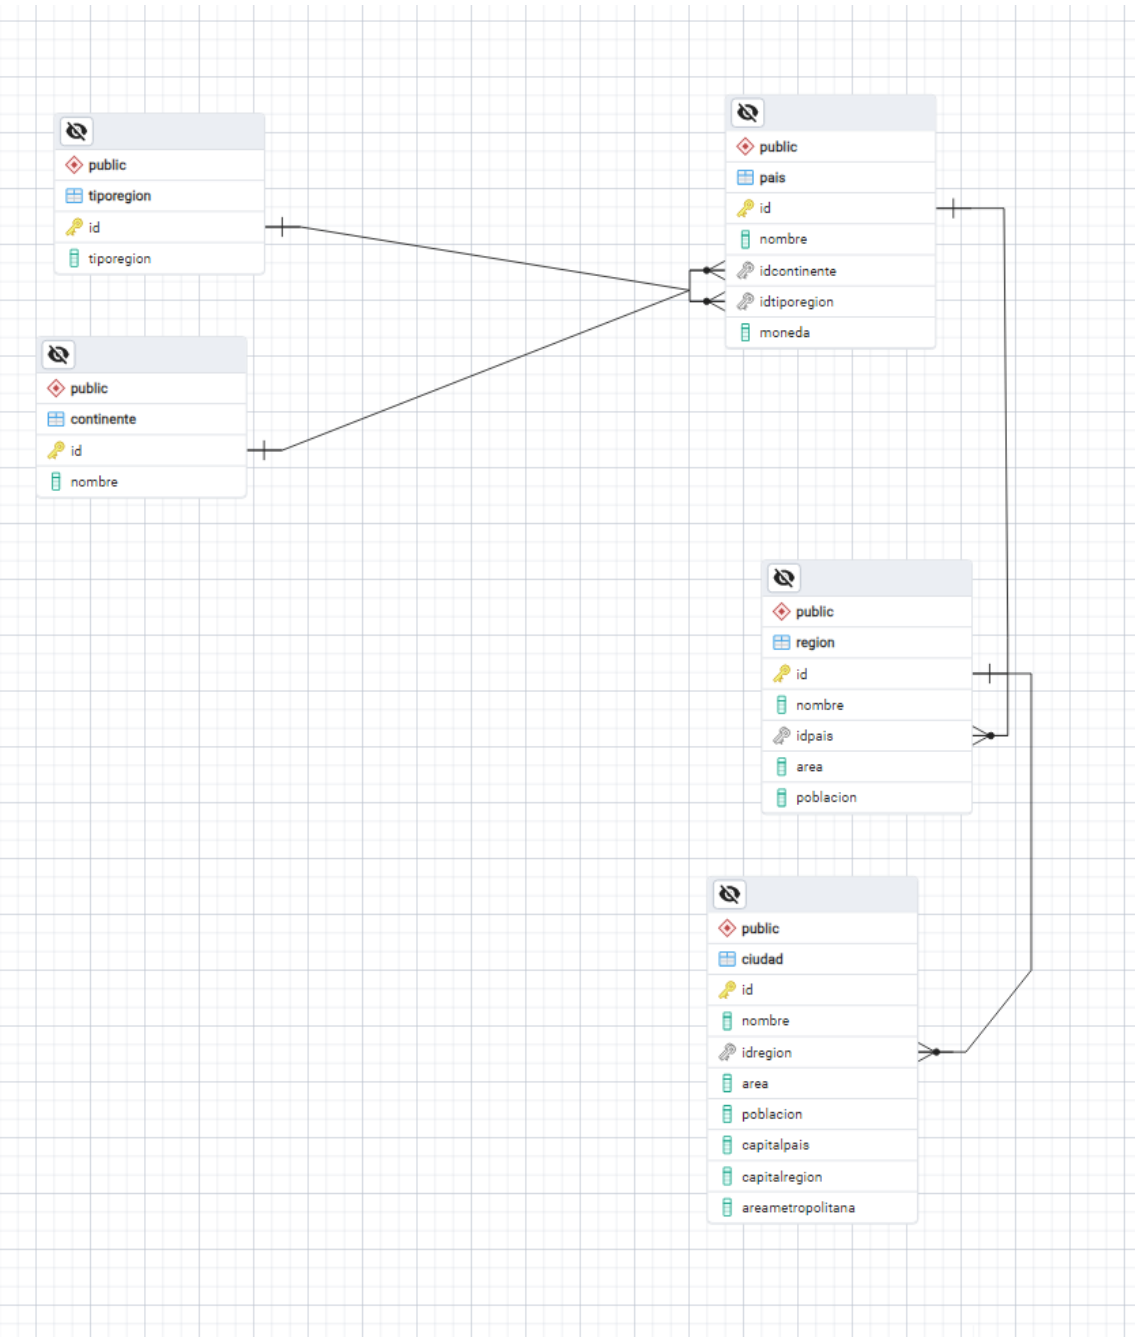 public
tiporegion
id
tiporegion
public
continente
id
nombre
public
pais
id
nombre
idcontinente
idtiporegion
moneda
public
region
id
nombre
idpais
area
poblacion
public
ciudad
id
nombre
idregion
area
poblacion
capitalpais
capitalregion
areametropolitana